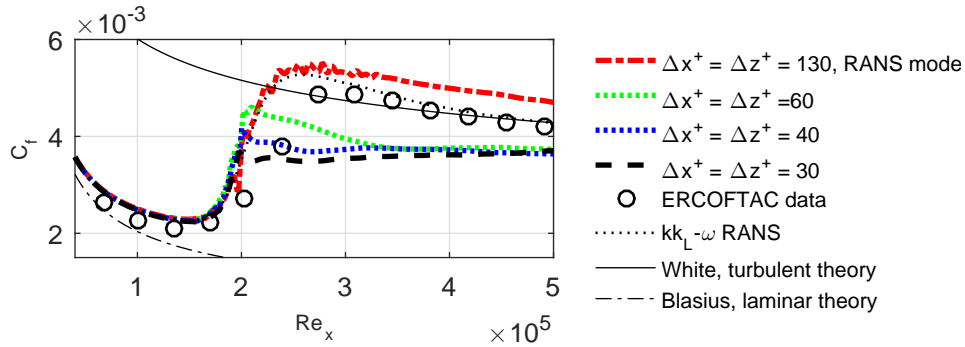 × 10⁻³
6
4
2
C_f
1
2
3
4
5
Re_x
× 10⁵
Δx⁺ = Δz⁺ = 130, RANS mode
Δx⁺ = Δz⁺ =60
Δx⁺ = Δz⁺ = 40
Δx⁺ = Δz⁺ = 30
ERCOFTAC data
kk_L-ω RANS
White, turbulent theory
Blasius, laminar theory